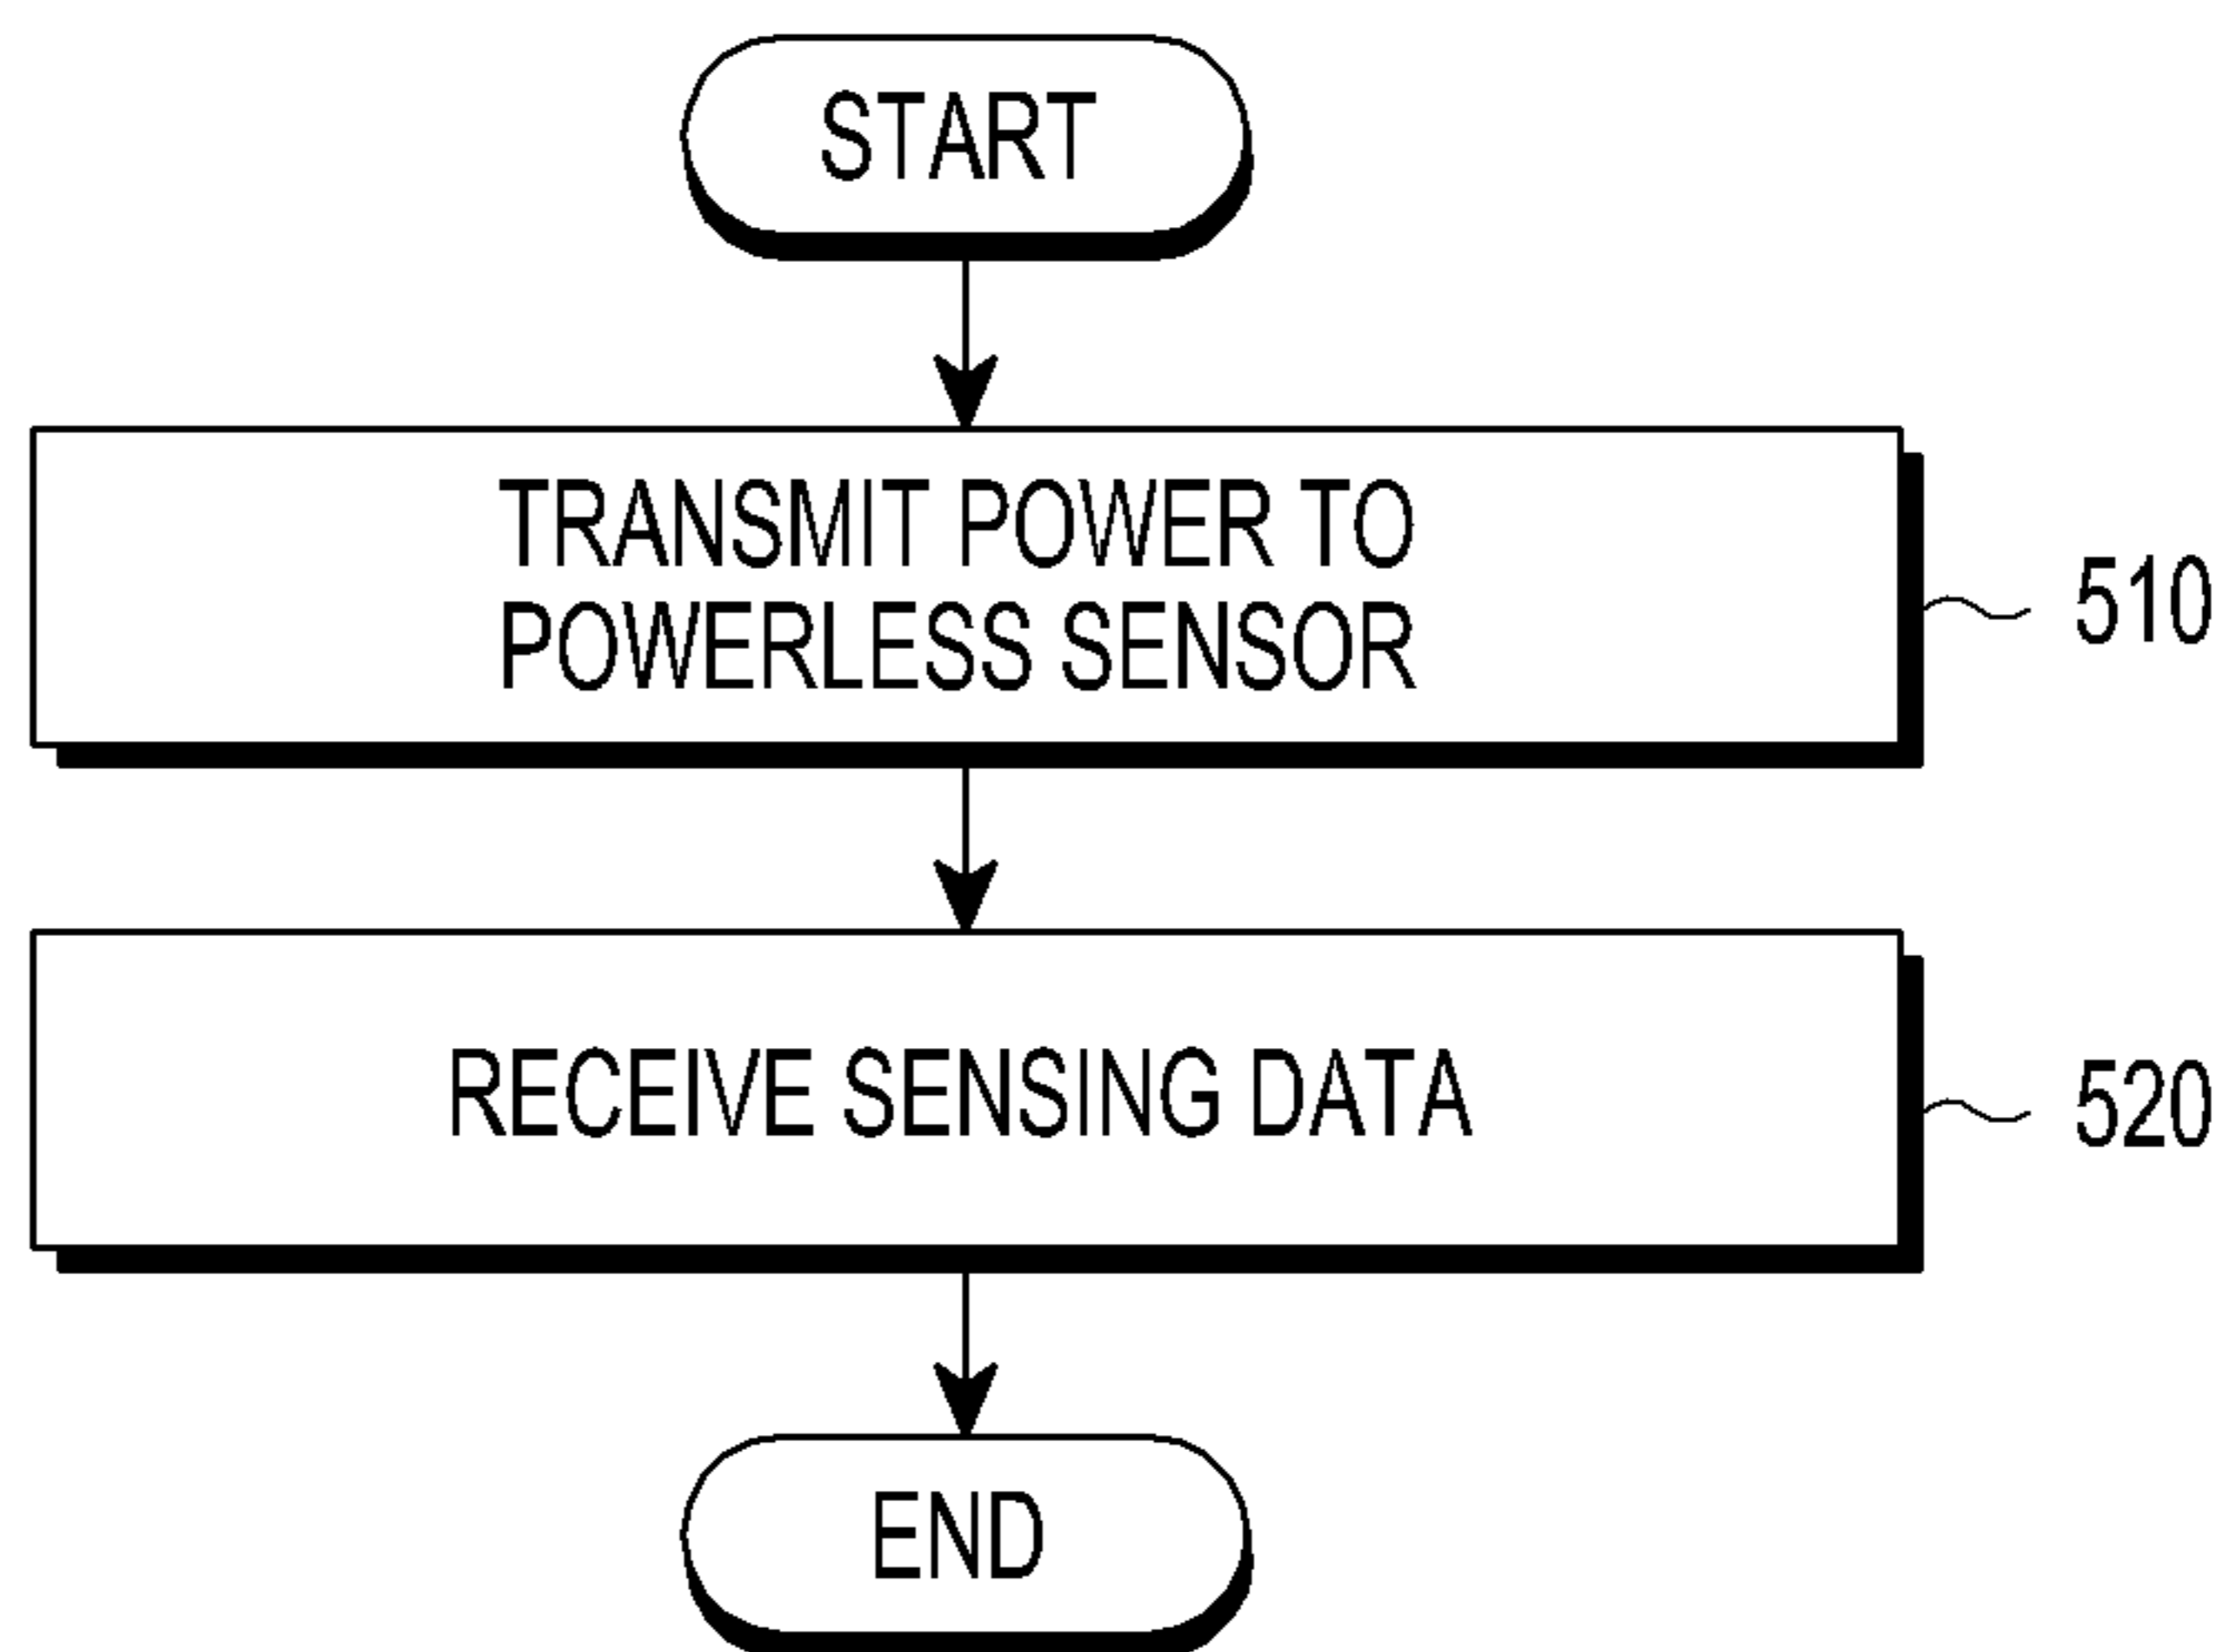 START
TRANSMIT POWER TO
POWERLESS SENSOR
510
RECEIVE SENSING DATA
520
END